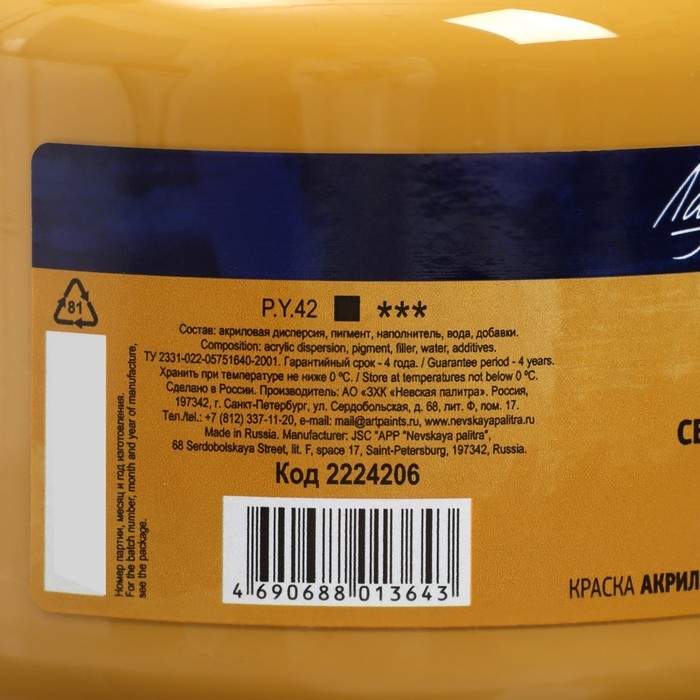 Ла
81
P.Y.42 ■ ***
Состав: акриловая дисперсия, пигмент, наполнитель, вода, добавки.
Composition: acrylic dispersion, pigment, filler, water, additives.
ТУ 2331-022-05751640-2001. Гарантийный срок - 4 года. / Guarantee period - 4 years.
Хранить при температуре не ниже 0 ºС. / Store at temperatures not below 0 ºC.
Сделано в России. Производитель: АО "ЗХК «Невская палитра». Россия,
197342, г. Санкт-Петербург, ул. Сердобольская, д. 68, лит. Ф, пом. 17.
Тел./tel.: +7 (812) 337-11-20, e-mail: mail@artpaints.ru, www.nevskayapalitra.ru
Made in Russia. Manufacturer: JSC "APP "Nevskaya palitra",
68 Serdobolskaya Street, lit. F, space 17, Saint-Petersburg, 197342, Russia.
Код 2224206
4 690688 013643
Номер партии, месяц и год изготовления.
For the batch number, month and year of manufacture,
see the package.
СЕ
КРАСКА АКРИЛ